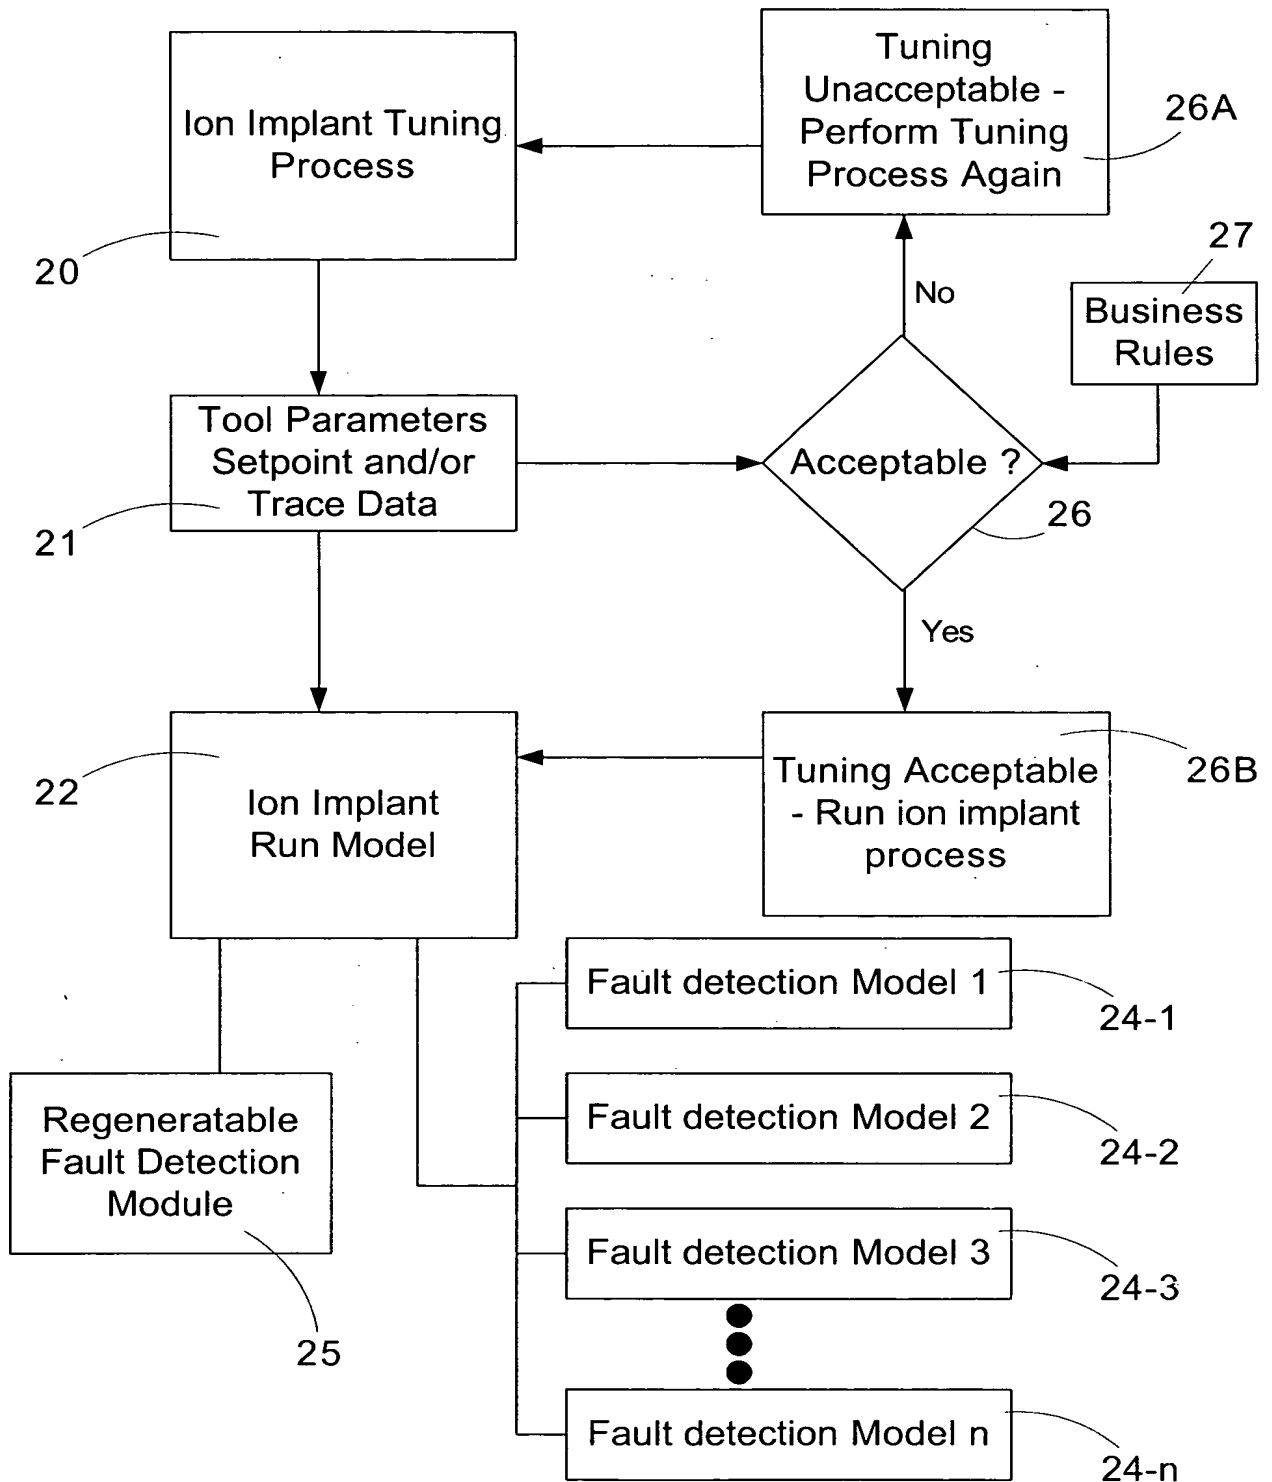 Ion Implant Tuning
Process
20
Tuning
Unacceptable -
Perform Tuning
Process Again
26A
No
27
Business
Rules
Tool Parameters
Setpoint and/or
Trace Data
21
Acceptable ?
26
Yes
Ion Implant
Run Model
22
Tuning Acceptable
- Run ion implant
process
26B
Fault detection Model 1
24-1
Regeneratable
Fault Detection
Module
25
Fault detection Model 2
24-2
Fault detection Model 3
24-3
Fault detection Model n
24-n